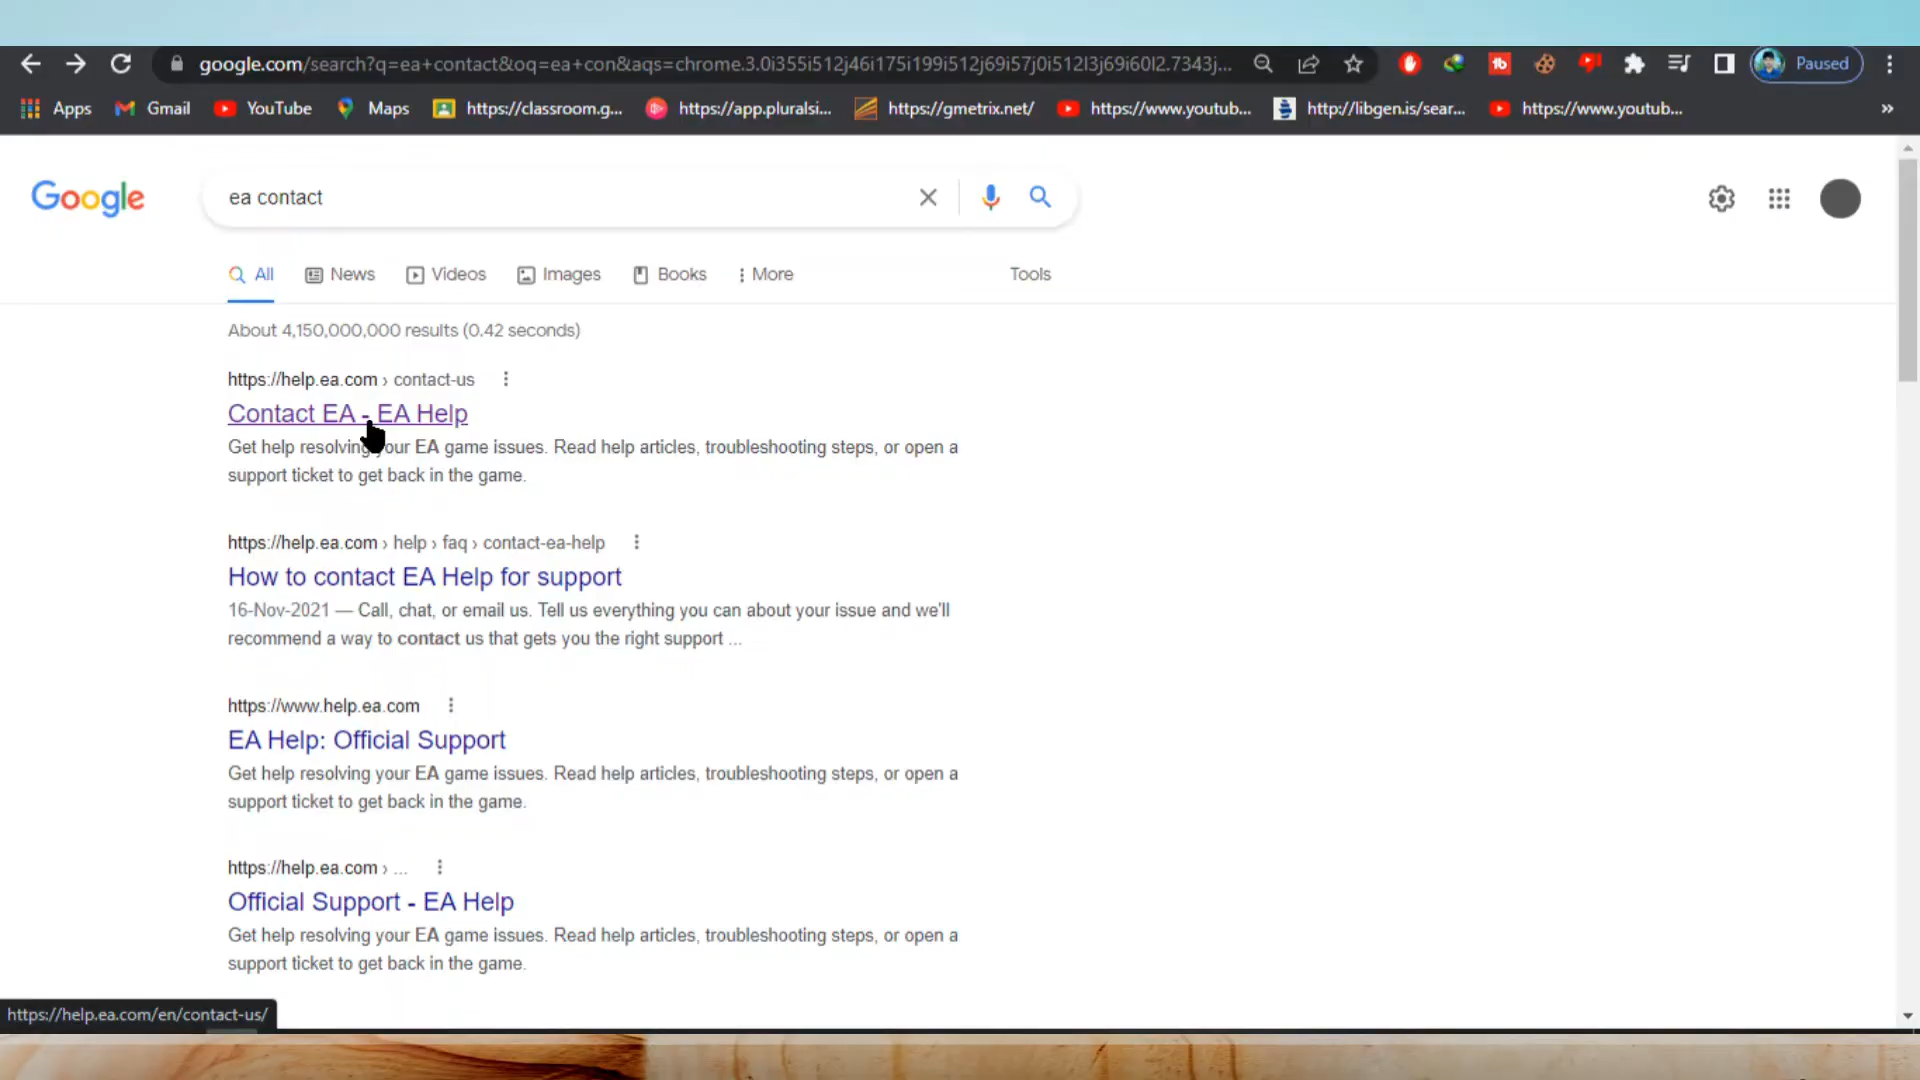 google.com/search?q=ea+contact&oq=ea+con&aqs=chrome.3.0i355i512j46i175i199i512j69i57j0i512l3j69i60l2.7343j...
Paused
Apps
Gmail
YouTube
Maps
https://classroom.g...
https://app.pluralsi...
https://gmetrix.net/
https://www.youtub...
http://libgen.is/sear...
https://www.youtub...
»
Google
ea contact
All
News
Videos
Images
Books
More
Tools
About 4,150,000,000 results (0.42 seconds)
https://help.ea.com › contact-us
Contact EA - EA Help
Get help resolving your EA game issues. Read help articles, troubleshooting steps, or open a
support ticket to get back in the game.
https://help.ea.com › help › faq › contact-ea-help
How to contact EA Help for support
16-Nov-2021 — Call, chat, or email us. Tell us everything you can about your issue and we'll
recommend a way to contact us that gets you the right support ...
https://www.help.ea.com
EA Help: Official Support
Get help resolving your EA game issues. Read help articles, troubleshooting steps, or open a
support ticket to get back in the game.
https://help.ea.com › ...
Official Support - EA Help
Get help resolving your EA game issues. Read help articles, troubleshooting steps, or open a
support ticket to get back in the game.
https://help.ea.com/en/contact-us/